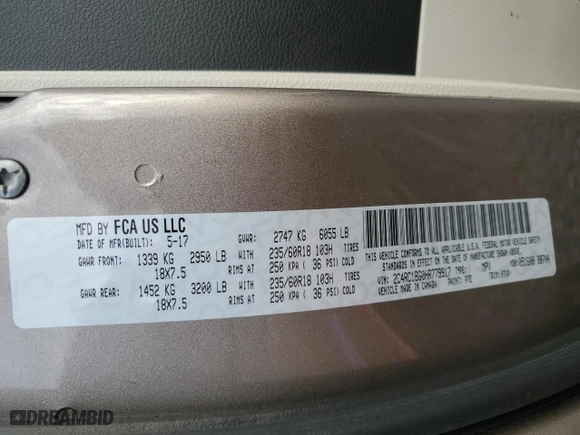 MFD BY FCA US LLC
DATE OF MFR(BUILT): 5-17 GVWR: 2747 KG 6055 LB
GAWR FRONT: 1339 KG 2950 LB WITH 235/60R18 103H TIRES
18X7.5 RIMS AT 250 KPA ( 36 PSI) COLD
GAWR REAR: 1452 KG 3200 LB WITH 235/60R18 103H TIRES
18X7.5 RIMS AT 250 KPA ( 36 PSI) COLD
THIS VEHICLE CONFORMS TO ALL APPLICABLE U.S.A. FEDERAL MOTOR VEHICLE SAFETY
STANDARDS IN EFFECT ON THE DATE OF MANUFACTURE SHOWN ABOVE.
VIN: 2C4RC1BG0HR779917 TYPE: MPV
VEHICLE MADE IN CANADA PAINT: TRIM:
DREAMBID